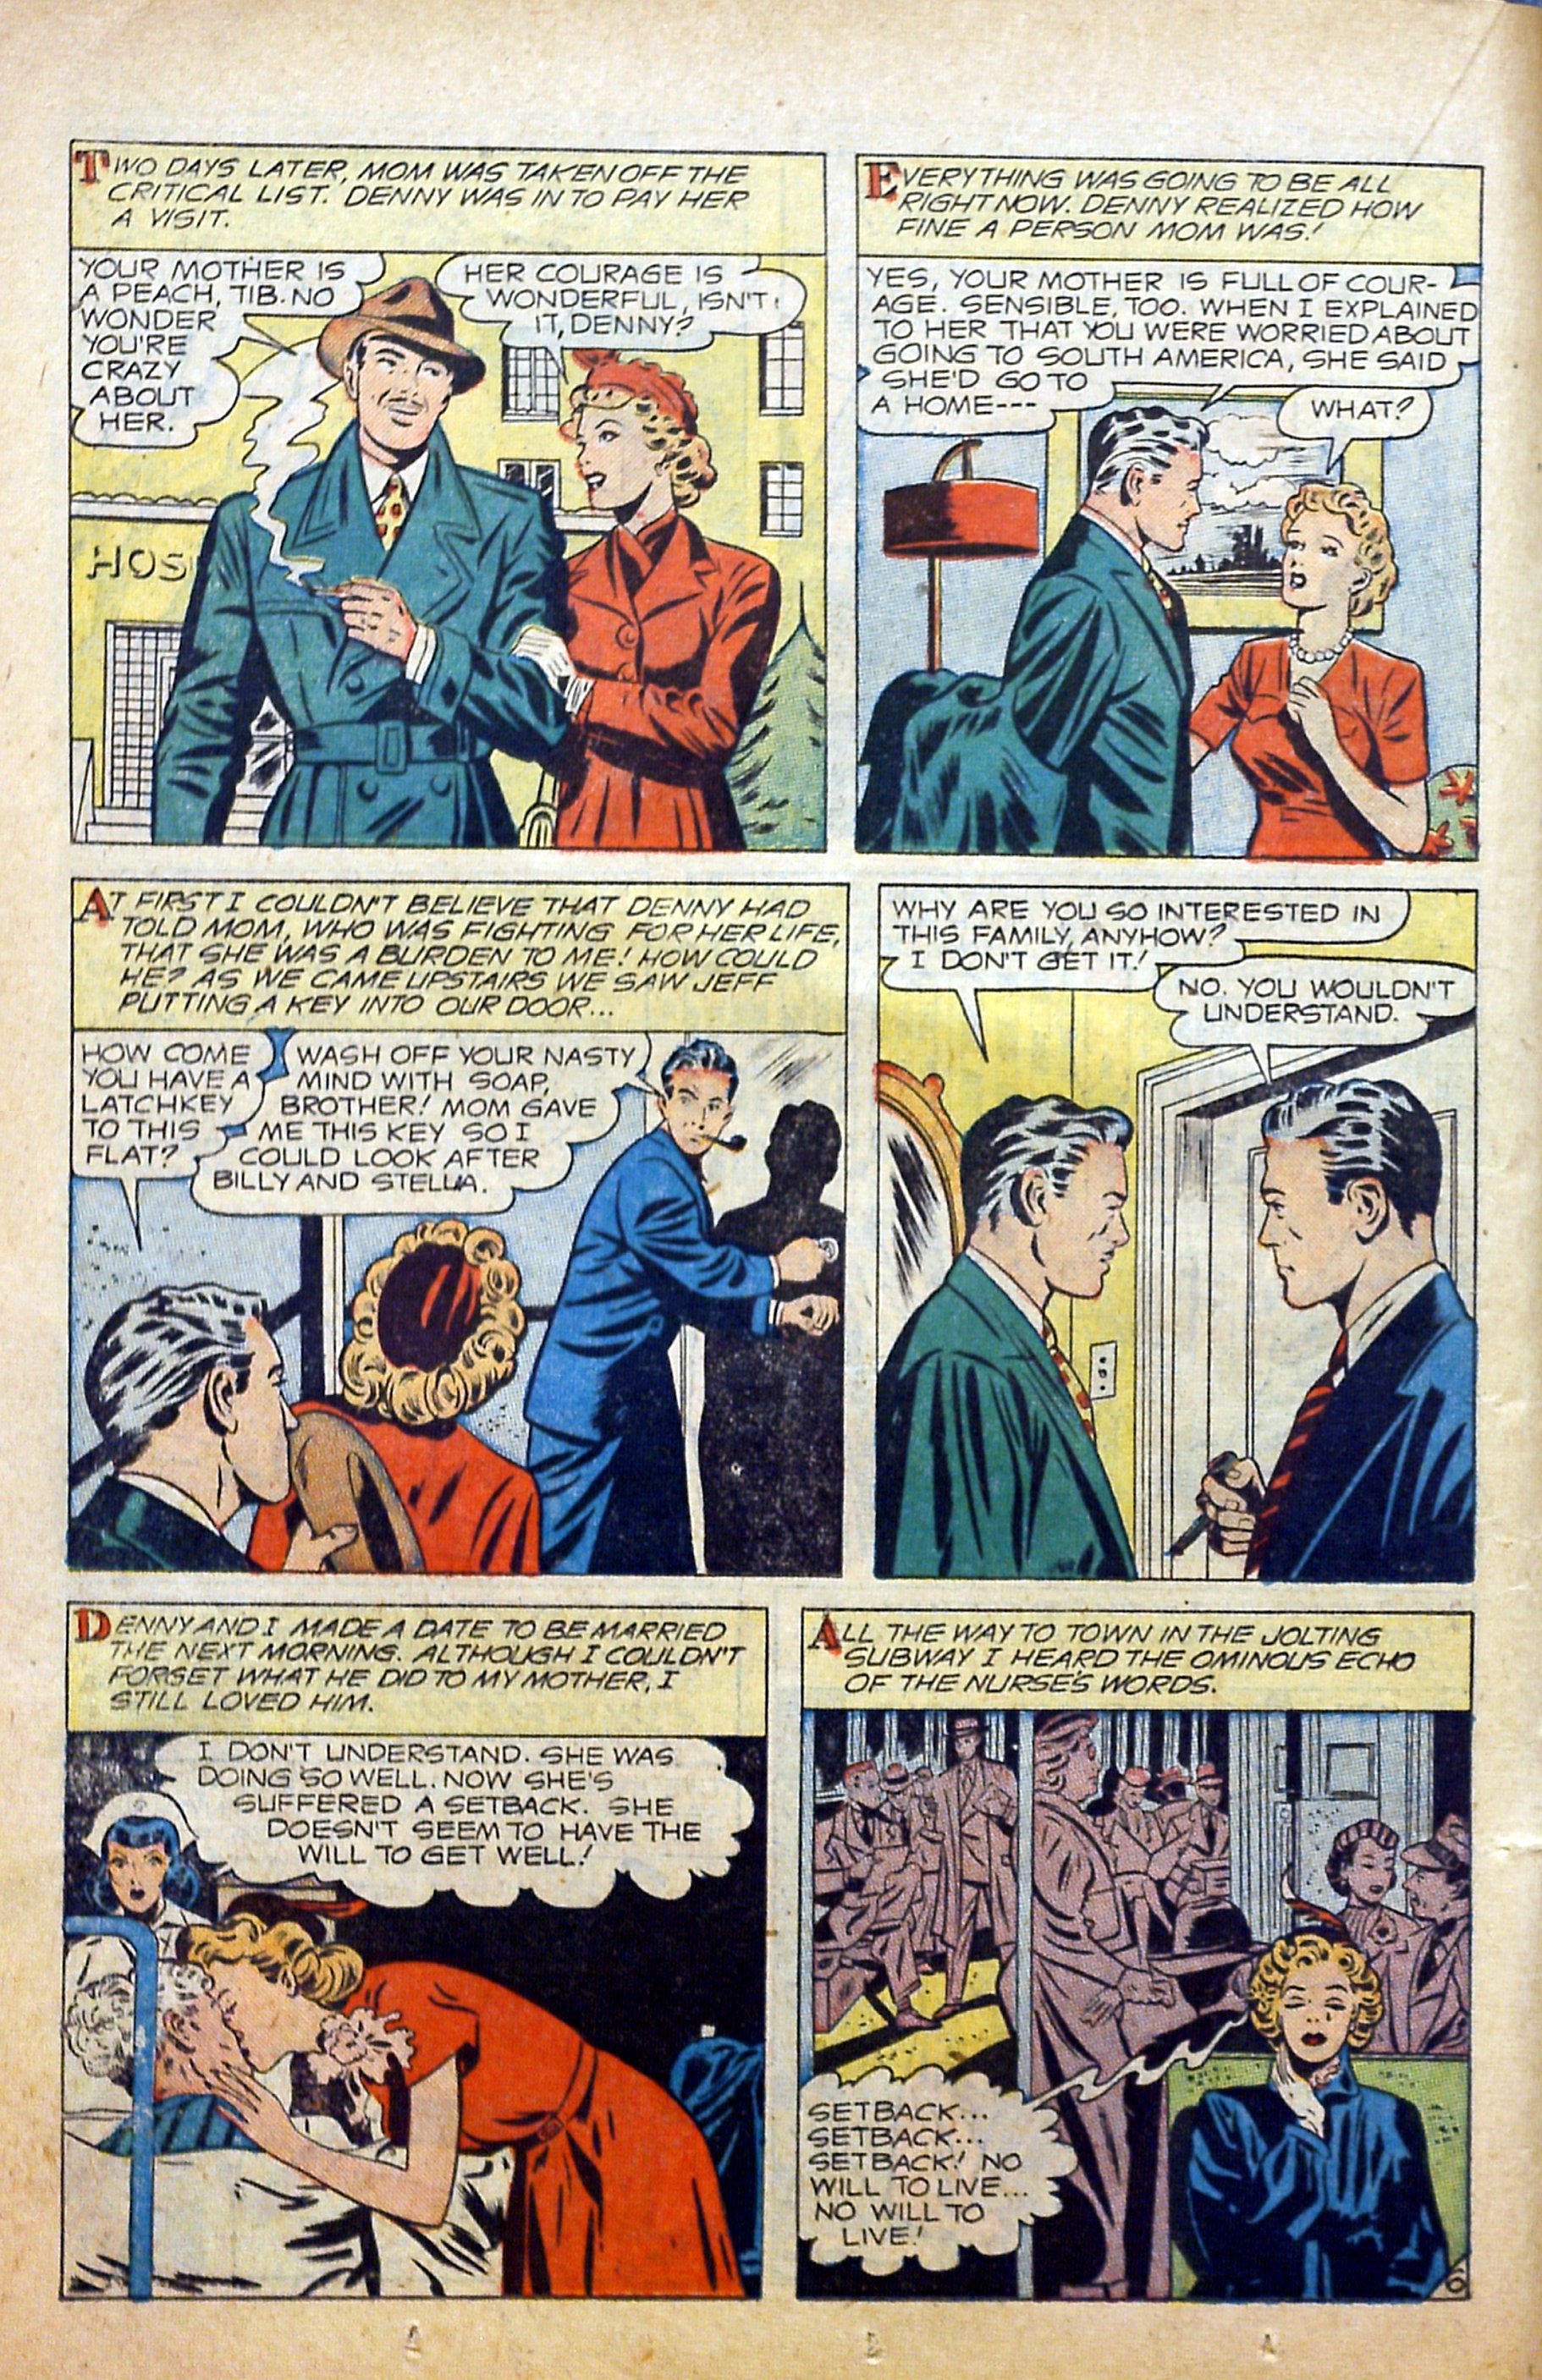 TWO DAYS LATER, MOM WAS TAKEN OFF THE
CRITICAL LIST. DENNY WAS IN TO PAY HER
A VISIT.
YOUR MOTHER IS
A PEACH, TIB. NO
WONDER
YOU'RE
CRAZY
ABOUT
HER.
HER COURAGE IS
WONDERFUL, ISN'T
IT, DENNY?
HOS
EVERYTHING WAS GOING TO BE ALL
RIGHT NOW. DENNY REALIZED HOW
FINE A PERSON MOM WAS!
YES, YOUR MOTHER IS FULL OF COUR-
AGE. SENSIBLE, TOO. WHEN I EXPLAINED
TO HER THAT YOU WERE WORRIED ABOUT
GOING TO SOUTH AMERICA, SHE SAID
SHE'D GO TO
A HOME---
WHAT?
AT FIRST I COULDN'T BELIEVE THAT DENNY HAD
TOLD MOM, WHO WAS FIGHTING FOR HER LIFE,
THAT SHE WAS A BURDEN TO ME! HOW COULD
HE? AS WE CAME UPSTAIRS WE SAW JEFF
PUTTING A KEY INTO OUR DOOR...
HOW COME
YOU HAVE A
LATCHKEY
TO THIS
FLAT?
WASH OFF YOUR NASTY
MIND WITH SOAP,
BROTHER! MOM GAVE
ME THIS KEY SO I
COULD LOOK AFTER
BILLY AND STELLA.
WHY ARE YOU SO INTERESTED IN
THIS FAMILY, ANYHOW?
I DON'T GET IT!
NO. YOU WOULDN'T
UNDERSTAND.
DENNY AND I MADE A DATE TO BE MARRIED
THE NEXT MORNING. ALTHOUGH I COULDN'T
FORGET WHAT HE DID TO MY MOTHER, I
STILL LOVED HIM.
I DON'T UNDERSTAND. SHE WAS
DOING SO WELL. NOW SHE'S
SUFFERED A SETBACK. SHE
DOESN'T SEEM TO HAVE THE
WILL TO GET WELL!
ALL THE WAY TO TOWN IN THE JOLTING
SUBWAY I HEARD THE OMINOUS ECHO
OF THE NURSE'S WORDS.
SETBACK...
SETBACK...
SETBACK! NO
WILL TO LIVE...
NO WILL TO
LIVE!
6